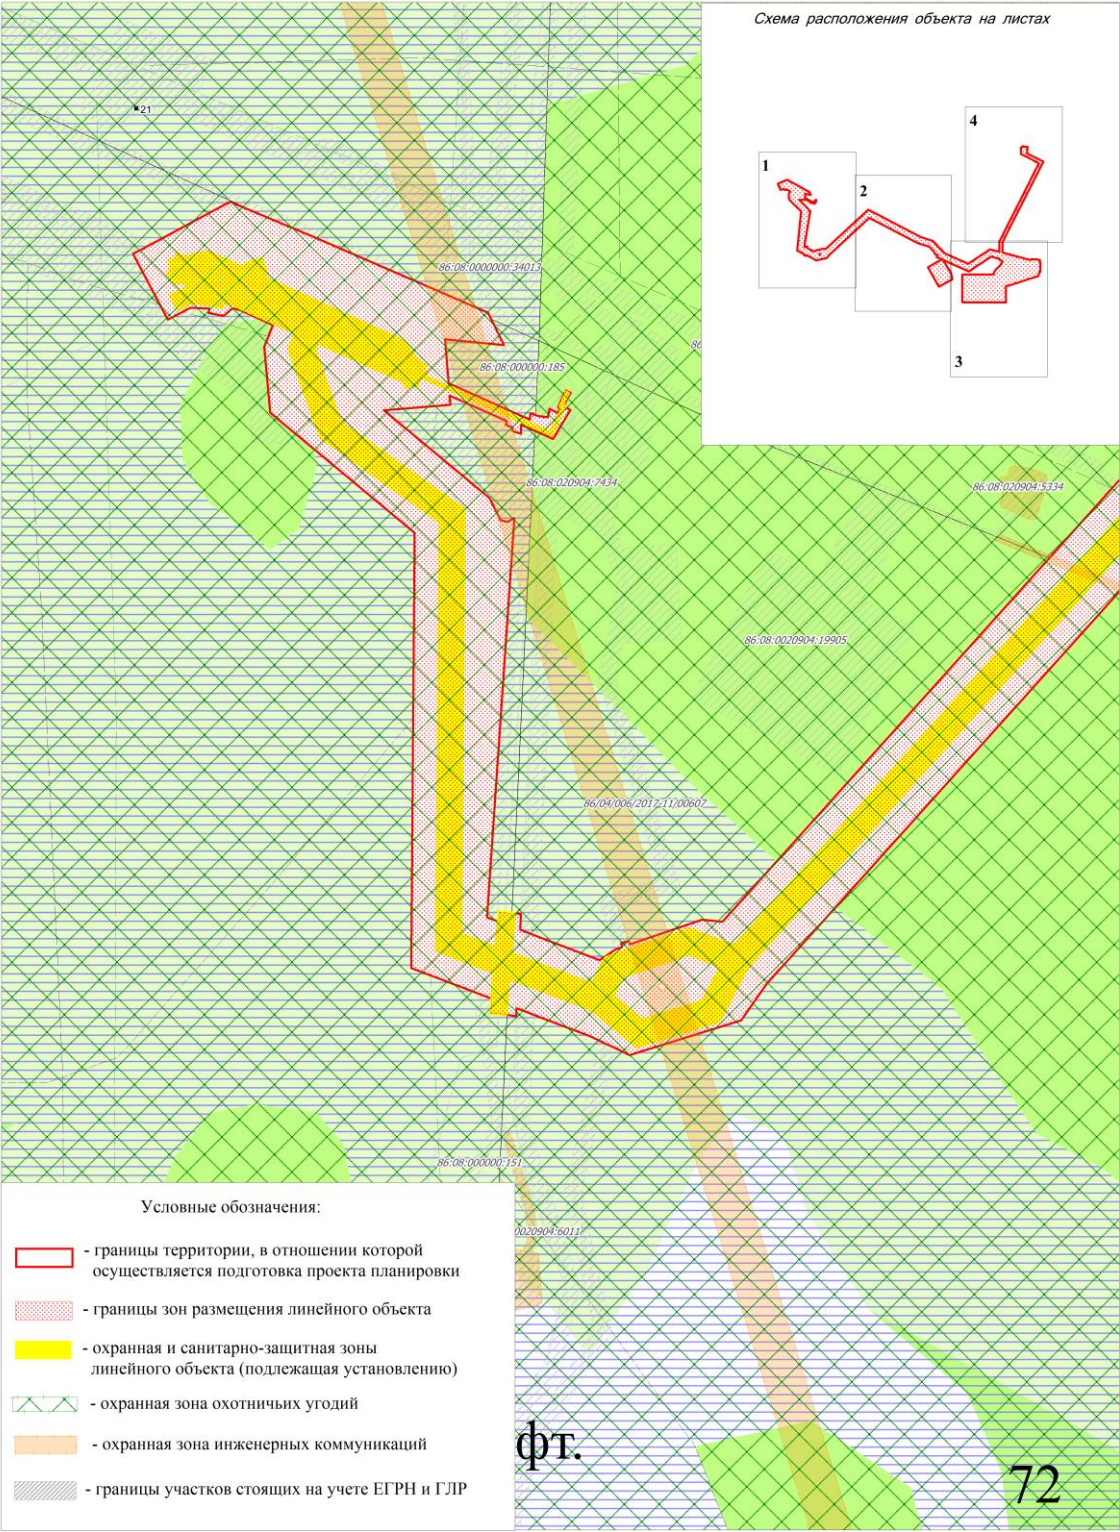 Схема расположения объекта на листах
1
2
3
4
21
86:08:0000000:34013
86:08:000000:185
86
86:08:020904:7434
86:08:020904:5334
86:08:0020904:19905
86/04/006/2017-11/00607
86:08:000000:151
0020904:6011
Условные обозначения:
- границы территории, в отношении которой
осуществляется подготовка проекта планировки
- границы зон размещения линейного объекта
- охранная и санитарно-защитная зоны
линейного объекта (подлежащая установлению)
- охранная зона охотничьих угодий
- охранная зона инженерных коммуникаций
- границы участков стоящих на учете ЕГРН и ГЛР
фт.
72